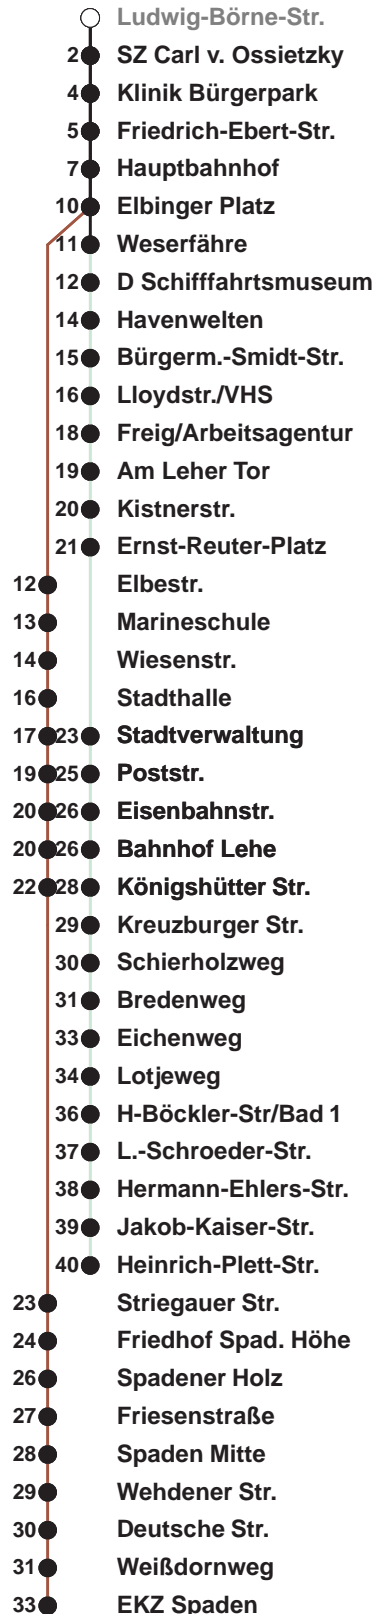 Ludwig-Börne-Str.
2 SZ Carl v. Ossietzky
4 Klinik Bürgerpark
5 Friedrich-Ebert-Str.
7 Hauptbahnhof
10 Elbinger Platz
11 Weserfähre
12 D Schifffahrtsmuseum
14 Havenwelten
15 Bürgerm.-Smidt-Str.
16 Lloydstr./VHS
18 Freig/Arbeitsagentur
19 Am Leher Tor
20 Kistnerstr.
21 Ernst-Reuter-Platz
12 Elbestr.
13 Marineschule
14 Wiesenstr.
16 Stadthalle
17 23 Stadtverwaltung
19 25 Poststr.
20 26 Eisenbahnstr.
20 26 Bahnhof Lehe
22 28 Königshütter Str.
29 Kreuzburger Str.
30 Schierholzweg
31 Bredenweg
33 Eichenweg
34 Lotjeweg
36 H-Böckler-Str/Bad 1
37 L.-Schroeder-Str.
38 Hermann-Ehlers-Str.
39 Jakob-Kaiser-Str.
40 Heinrich-Plett-Str.
23 Striegauer Str.
24 Friedhof Spad. Höhe
26 Spadener Holz
27 Friesenstraße
28 Spaden Mitte
29 Wehdener Str.
30 Deutsche Str.
31 Weißdornweg
33 EKZ Spaden